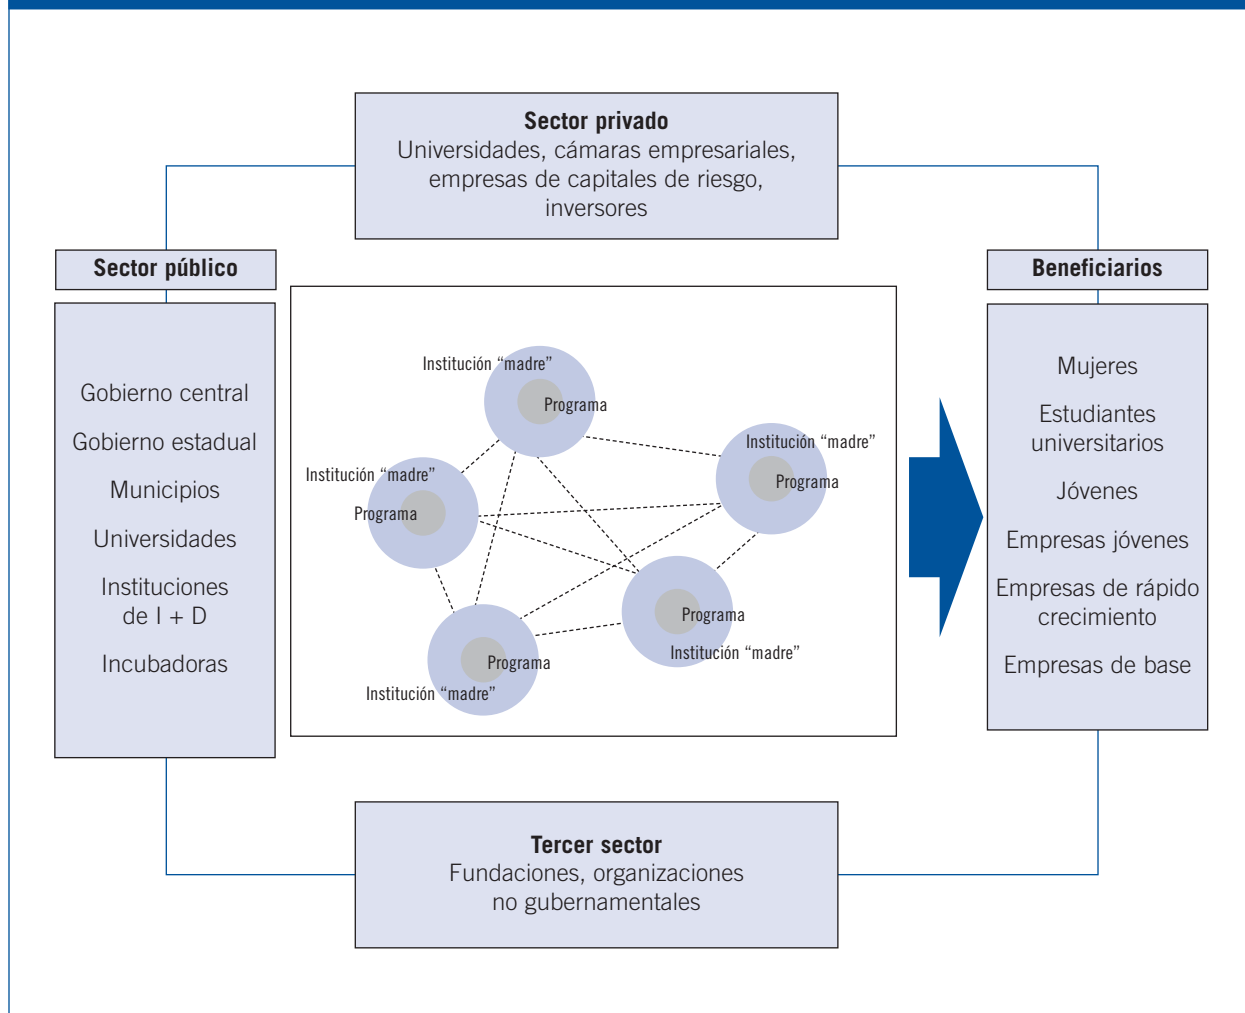 Sector privado
Universidades, cámaras empresariales,
empresas de capitales de riesgo,
inversores
Sector público
Gobierno central
Gobierno estadual
Municipios
Universidades
Instituciones
de I + D
Incubadoras
Institución “madre”
Programa
Institución “madre”
Programa
Institución “madre”
Programa
Programa
Institución “madre”
Programa
Institución “madre”
Beneficiarios
Mujeres
Estudiantes
universitarios
Jóvenes
Empresas jóvenes
Empresas de rápido
crecimiento
Empresas de base
Tercer sector
Fundaciones, organizaciones
no gubernamentales